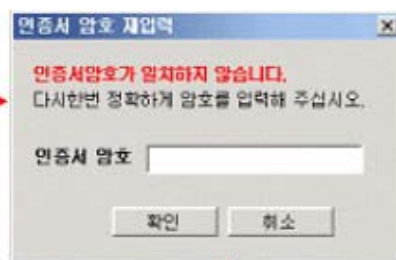 인증서 암호 재입력
인증서암호가 일치하지 않습니다.
다시한번 정확하게 암호를 입력해 주십시오.
인증서 암호
확인 취소